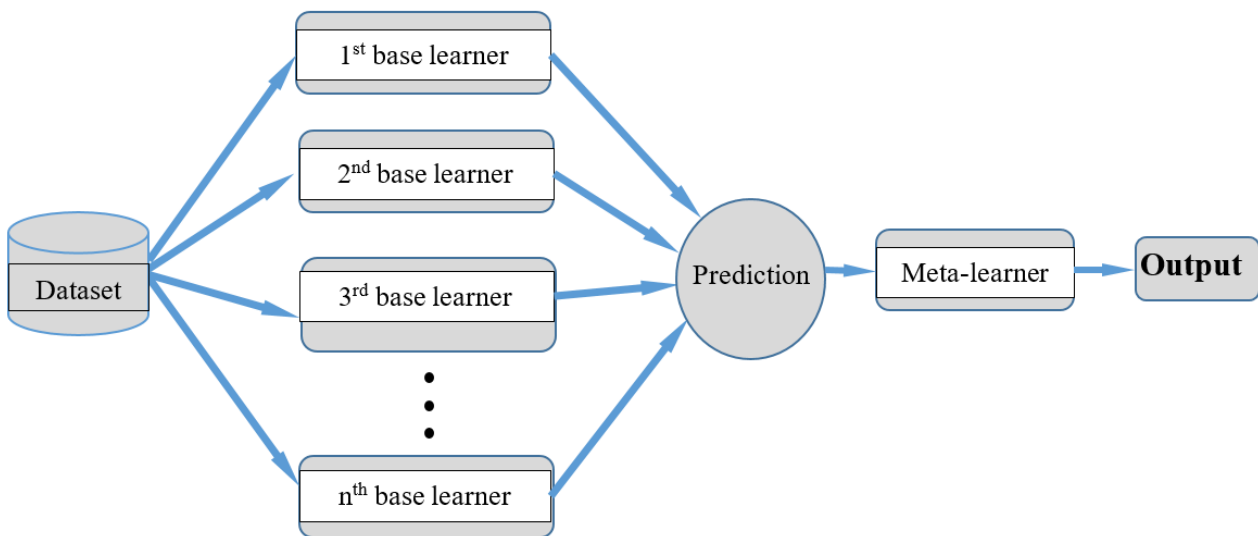 1st base learner
2nd base learner
Dataset
3rd base learner
nth base learner
Prediction
Meta-learner
Output